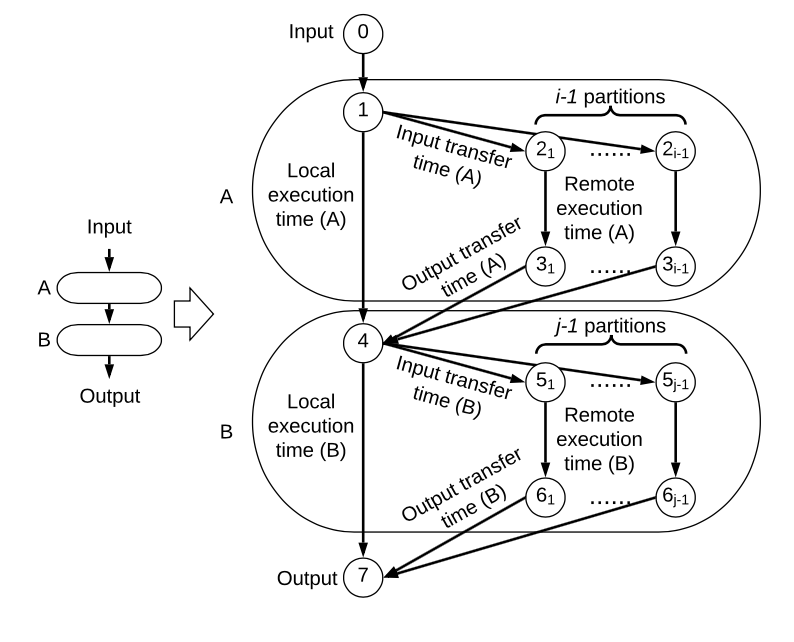 Input
0
1
i-1 partitions
Input transfer
time (A)
2₁
......
2ᵢ₋₁
Local
execution
time (A)
Remote
execution
time (A)
A
Output transfer
time (A)
3₁
......
3ᵢ₋₁
Input
A
B
Output
4
j-1 partitions
Input transfer
time (B)
5₁
......
5ⱼ₋₁
Local
execution
time (B)
Remote
execution
time (B)
B
Output transfer
time (B)
6₁
......
6ⱼ₋₁
Output
7